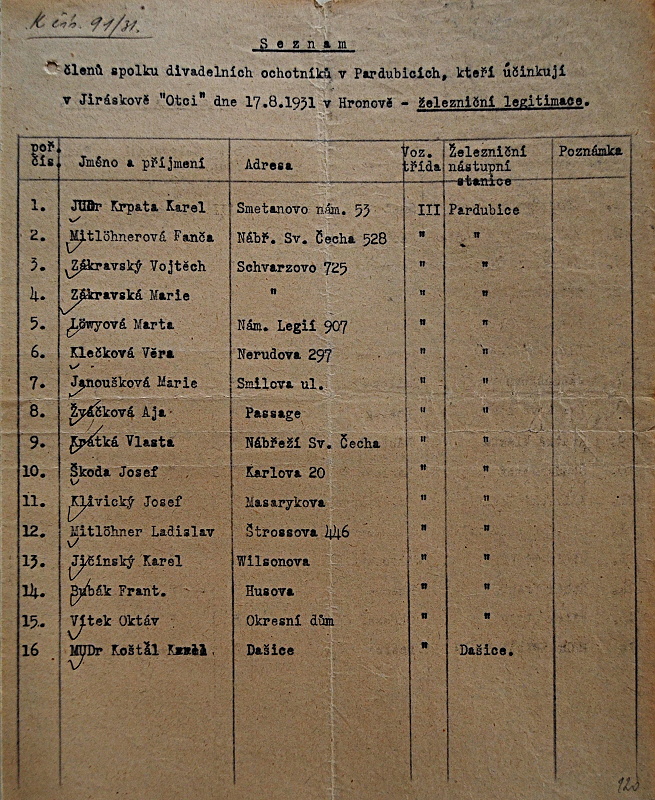 K čís. 91/31.
Seznam
členů spolku divadelních ochotníků v Pardubicích, kteří účinkují
v Jiráskově "Otci" dne 17.8.1931 v Hronově - železniční legitimace.
poř. čís. Jméno a příjmení Adresa Voz. třída Železniční nástupní stanice Poznámka
1. JUDr Krpata Karel Smetanovo nám. 53 III Pardubice
2. Mitlöhnerová Fanča Nábř. Sv. Čecha 528 " "
3. Zákravský Vojtěch Schvarzovo 725 " "
4. Zákravská Marie " " "
5. Löwyová Marta Nám. Legií 907 " "
6. Klečková Věra Nerudova 297 " "
7. Janoušková Marie Smilova ul. " "
8. Žváčková Aja Passage " "
9. Krátká Vlasta Nábřeží Sv. Čecha " "
10. Škoda Josef Karlova 20 " "
11. Klivický Josef Masarykova " "
12. Mitlöhner Ladislav Štrossova 446 " "
13. Jičínský Karel Wilsonova " "
14. Bubák Frant. Husova " "
15. Vítek Oktáv Okresní dům " "
16 MUDr Koštăl Dašice " Dašice.
120